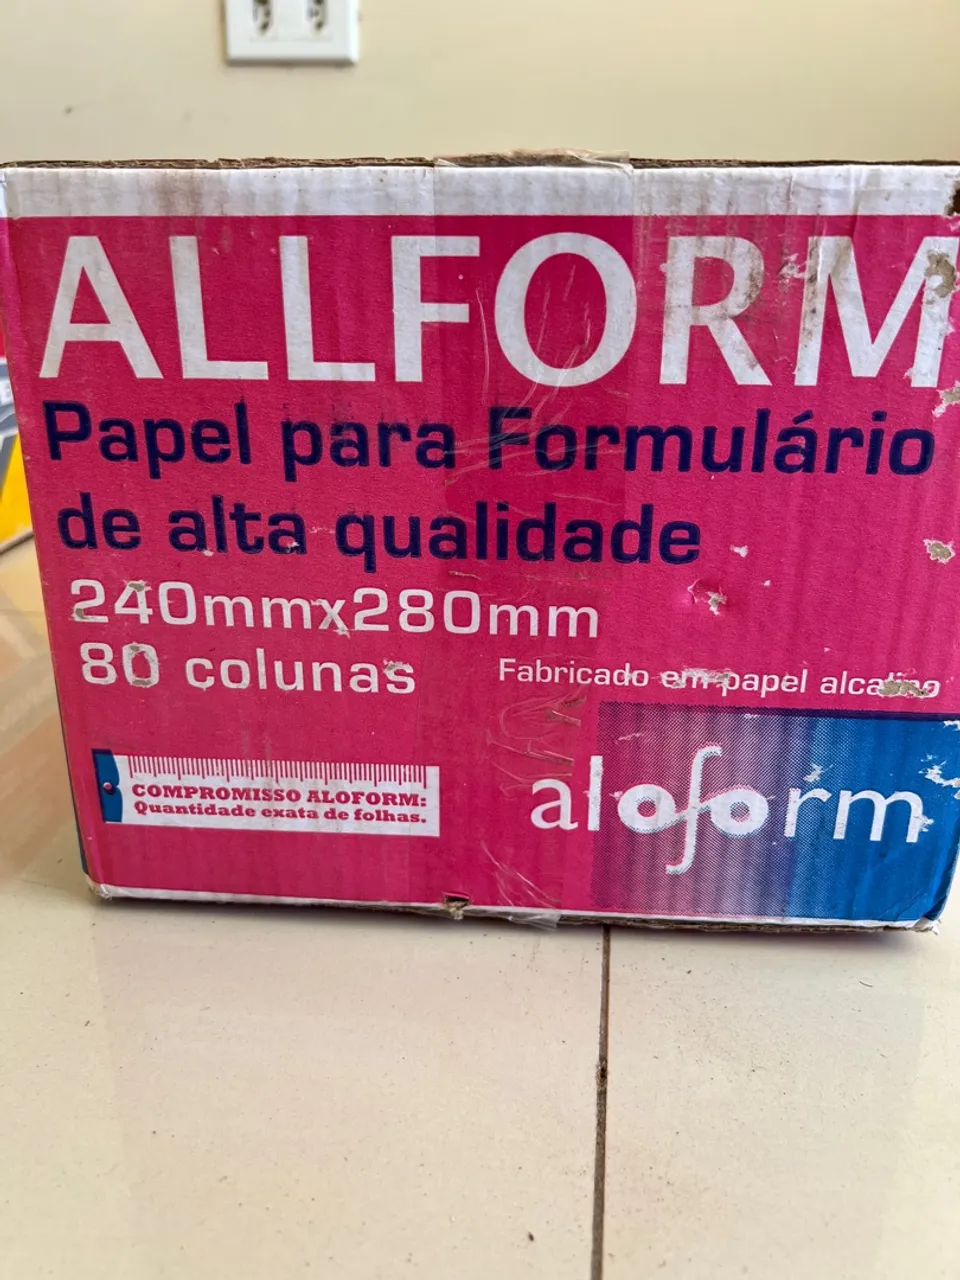 ALLFORM
Papel para Formulário
de alta qualidade
240mmx280mm
80 colunas
Fabricado em papel alcalino
COMPROMISSO ALOFORM:
Quantidade exata de folhas.
aloform